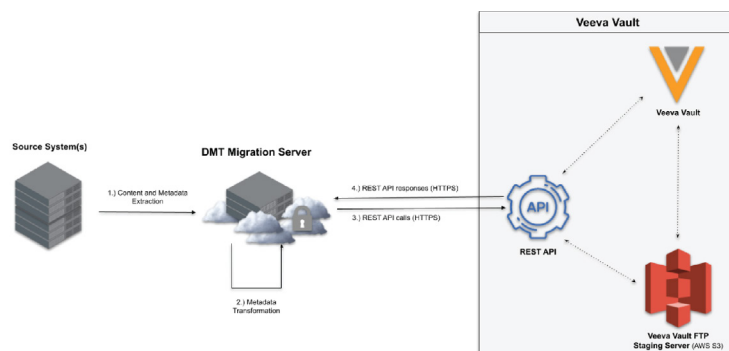 Veeva Vault
Veeva Vault
Source System(s)
DMT Migration Server
1.) Content and Metadata
Extraction
4.) REST API responses (HTTPS)
3.) REST API calls (HTTPS)
API
REST API
2.) Metadata
Transformation
Veeva Vault FTP
Staging Server (AWS S3)